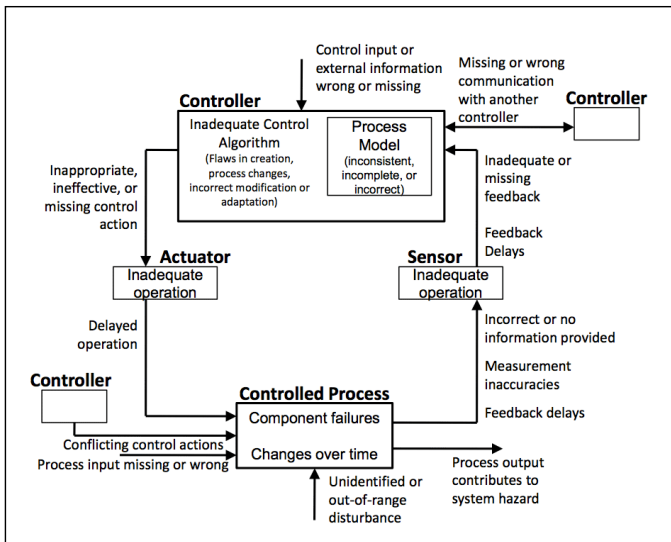 Control input or
external information
wrong or missing
Missing or wrong
communication
with another
controller
Controller
Controller
Inadequate Control
Algorithm
(Flaws in creation,
process changes,
incorrect modification or
adaptation)
Process
Model
(inconsistent,
incomplete, or
incorrect)
Inappropriate,
ineffective, or
missing control
action
Inadequate or
missing
feedback
Feedback
Delays
Actuator
Inadequate
operation
Sensor
Inadequate
operation
Delayed
operation
Incorrect or no
information provided
Measurement
inaccuracies
Feedback delays
Controller
Controlled Process
Component failures
Changes over time
Conflicting control actions
Process input missing or wrong
Unidentified or
out-of-range
disturbance
Process output
contributes to
system hazard